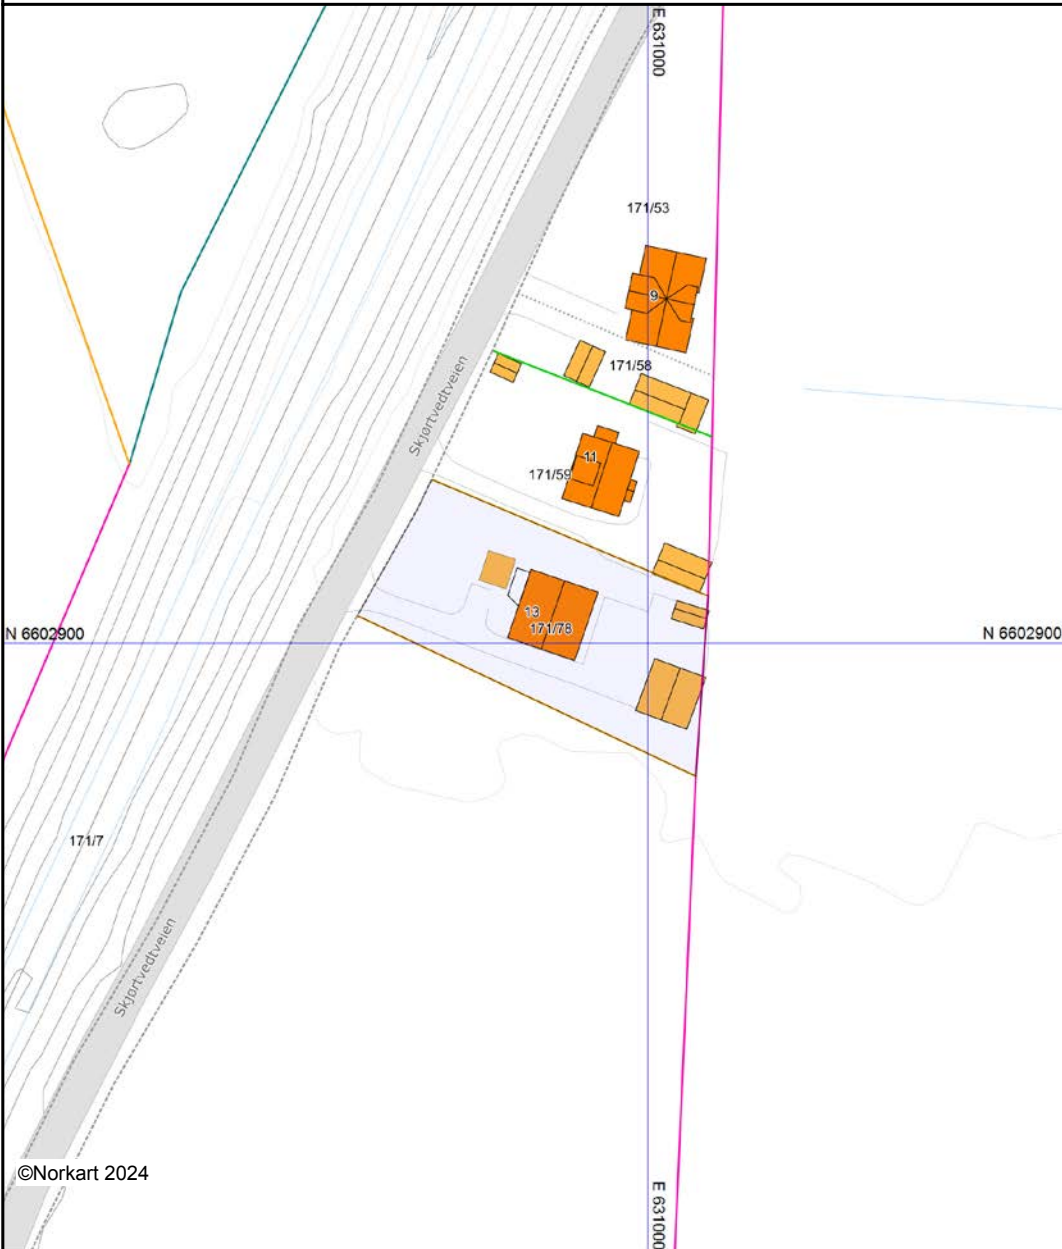 E 631000
171/53
9
171/58
Skjortvedtveien
11
171/59
13
171/78
N 6602900
N 6602900
171/7
Skjortvedtveien
©Norkart 2024
E 631000